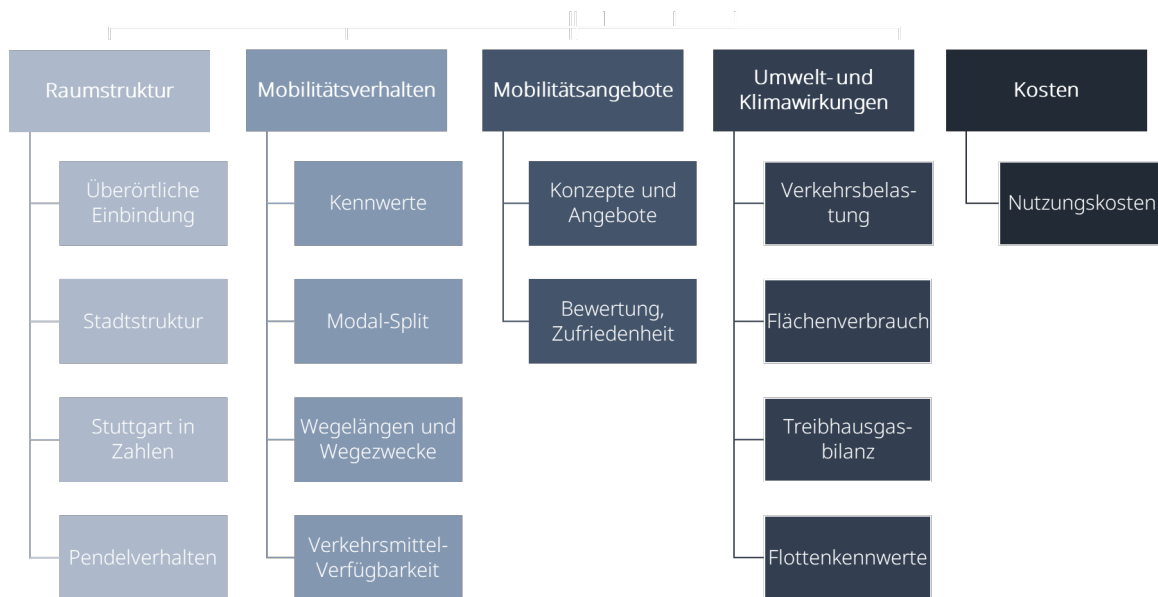 Raumstruktur
Überörtliche
Einbindung
Stadtstruktur
Stuttgart in
Zahlen
Pendelverhalten
Mobilitätsverhalten
Kennwerte
Modal-Split
Wegelängen und
Wegezwecke
Verkehrsmittel-
Verfügbarkeit
Mobilitätsangebote
Konzepte und
Angebote
Bewertung,
Zufriedenheit
Umwelt- und
Klimawirkungen
Verkehrsbelas-
tung
Flächenverbrauch
Treibhausgas-
bilanz
Flottenkennwerte
Kosten
Nutzungskosten